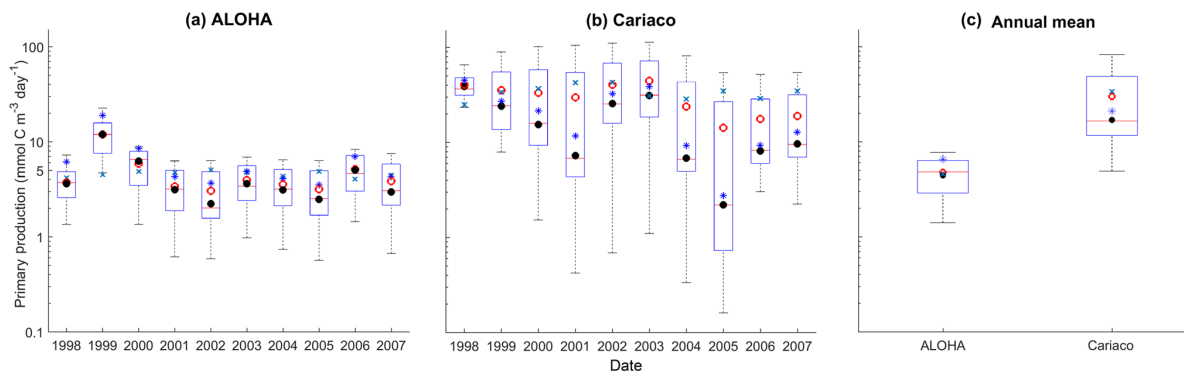 (a) ALOHA
(b) Cariaco
(c) Annual mean
Primary production (mmol C m⁻³ day⁻¹)
100
10
5
1
0.1
1998 1999 2000 2001 2002 2003 2004 2005 2006 2007
1998 1999 2000 2001 2002 2003 2004 2005 2006 2007
ALOHA Cariaco
Date